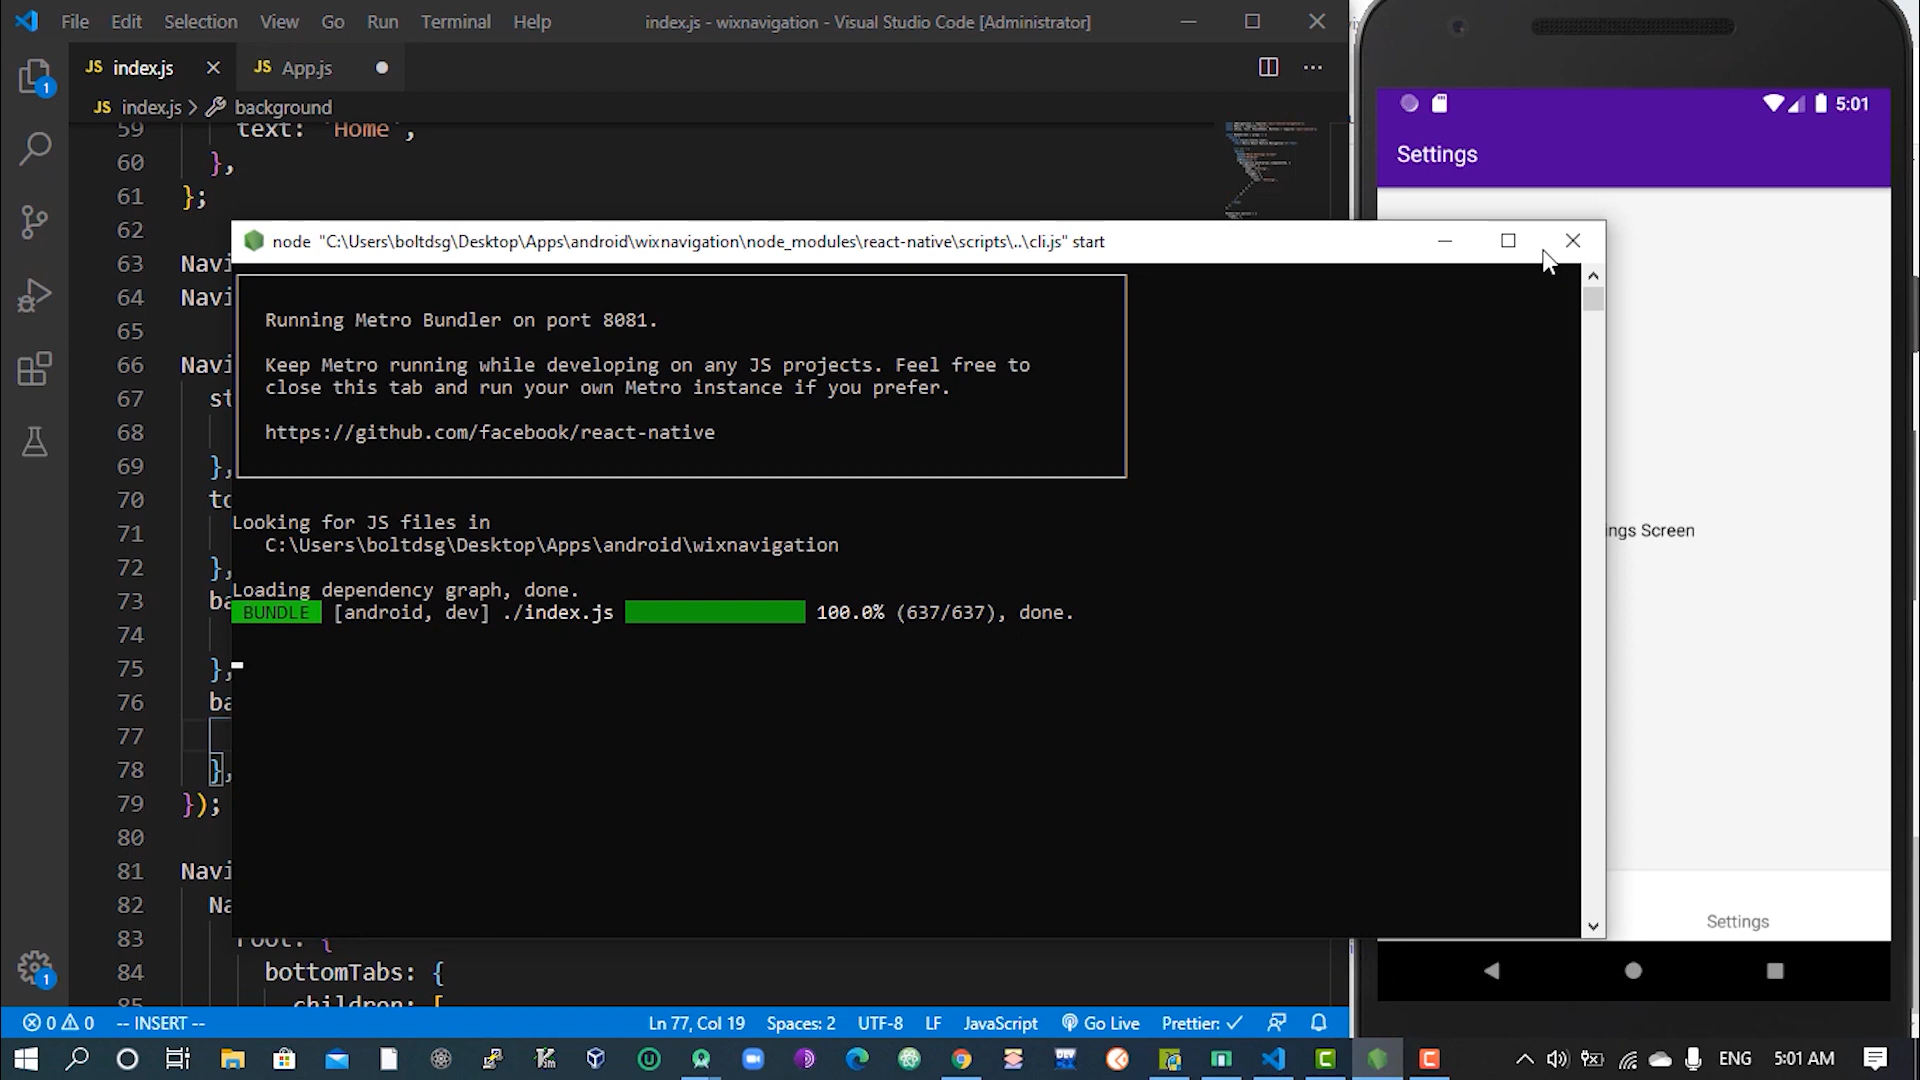 File Edit Selection View Go Run Terminal Help
index.js - wixnavigation - Visual Studio Code [Administrator]
JS index.js
JS App.js
JS index.js > background
59 text: `Home`,
60 },
61 };
62
63 Navi
64 Navi
65
66 Navi
67 st
68
69 },
70 to
71
72 },
73 ba
74
75 },
76 ba
77
78 },
79 });
80
81 Navi
82 Na
83 root: {
84 bottomTabs: {
85 children: [
node "C:\Users\boltdsg\Desktop\Apps\android\wixnavigation\node_modules\react-native\scripts\..\cli.js" start
Running Metro Bundler on port 8081.
Keep Metro running while developing on any JS projects. Feel free to
close this tab and run your own Metro instance if you prefer.
https://github.com/facebook/react-native
Looking for JS files in
C:\Users\boltdsg\Desktop\Apps\android\wixnavigation
Loading dependency graph, done.
BUNDLE [android, dev] ./index.js 100.0% (637/637), done.
5:01
Settings
ings Screen
Settings
0 0 -- INSERT --
Ln 77, Col 19 Spaces: 2 UTF-8 LF JavaScript Go Live Prettier: ✓
ENG 5:01 AM